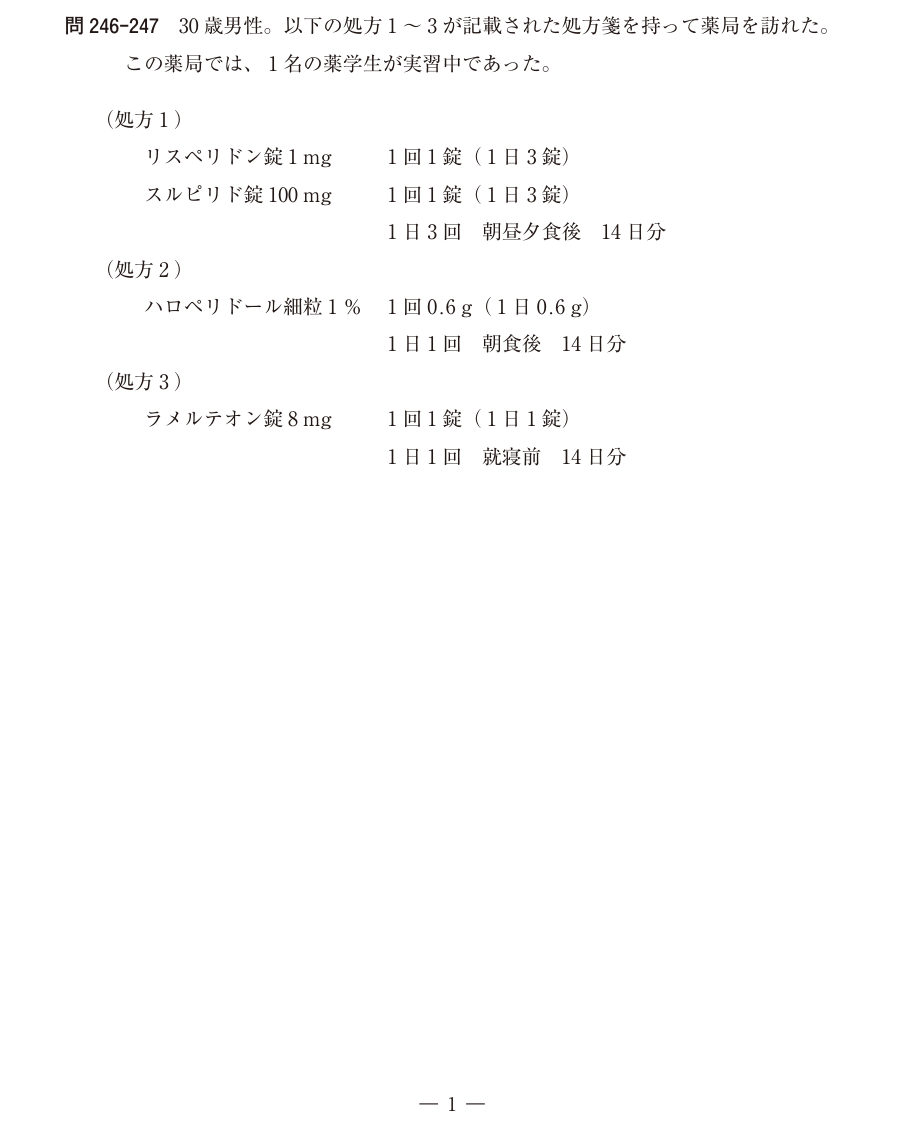 問 246-247 30 歳男性。以下の処方 1 ～ 3 が記載された処方箋を持って薬局を訪れた。
この薬局では、1 名の薬学生が実習中であった。
（処方 1 ）
リスペリドン錠 1 mg 1 回 1 錠（ 1 日 3 錠）
スルピリド錠 100 mg 1 回 1 錠（ 1 日 3 錠）
1 日 3 回 朝昼夕食後 14 日分
（処方 2 ）
ハロペリドール細粒 1 % 1 回 0.6 g（ 1 日 0.6 g）
1 日 1 回 朝食後 14 日分
（処方 3 ）
ラメルテオン錠 8 mg 1 回 1 錠（ 1 日 1 錠）
1 日 1 回 就寝前 14 日分
― 1 ―